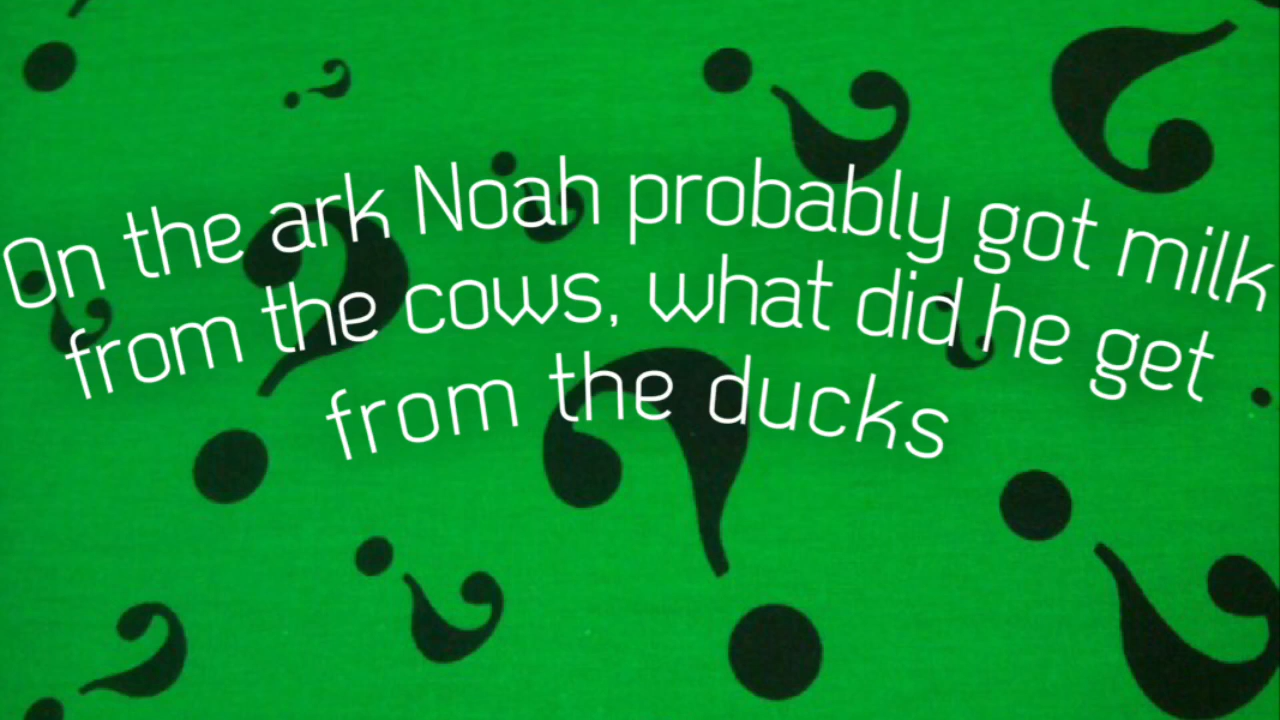 On the ark Noah probably got milk
from the cows, what did he get
from the ducks